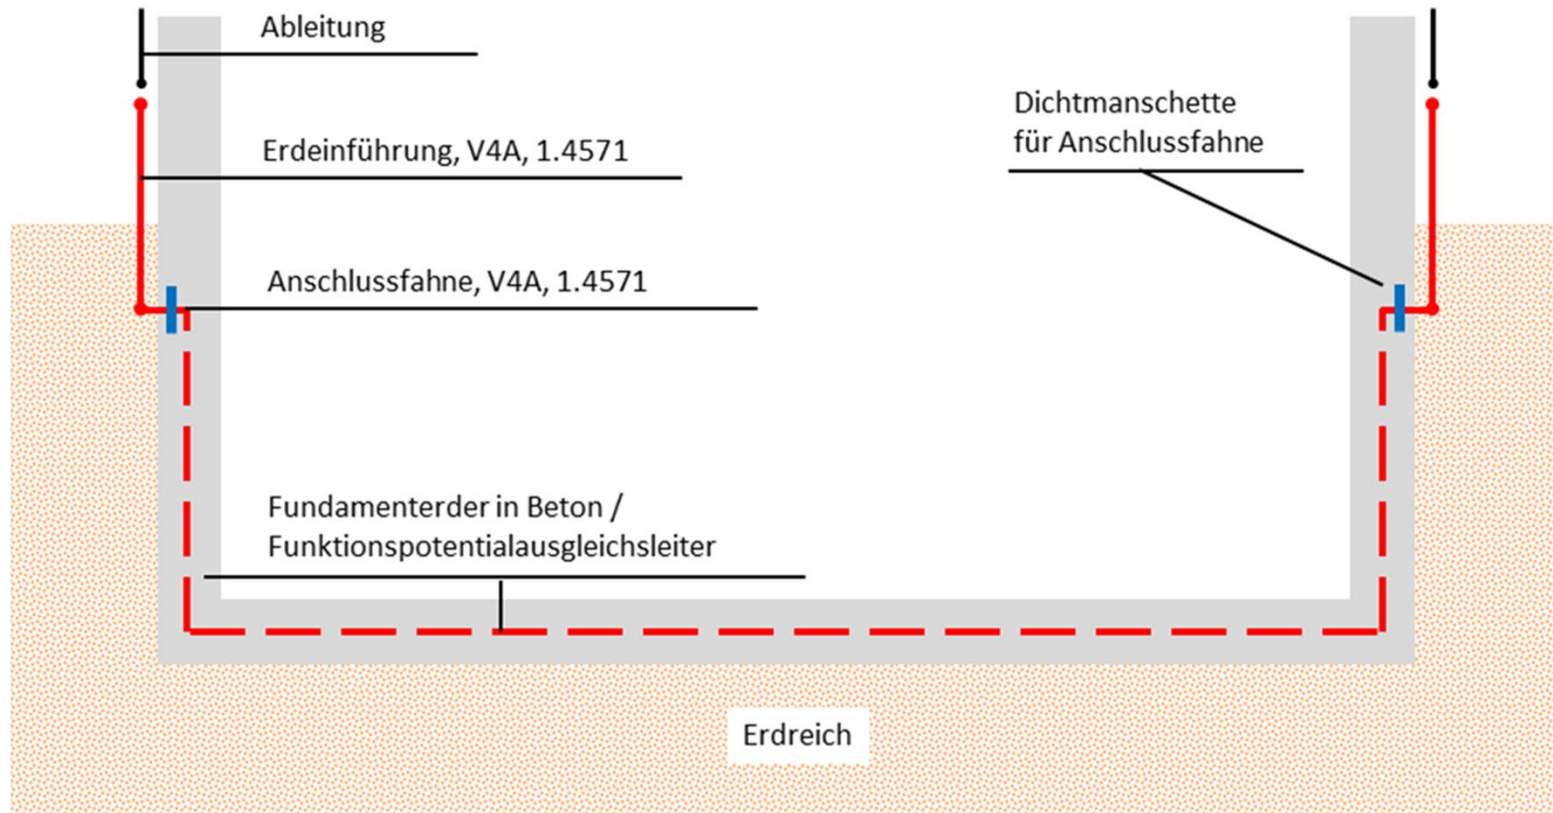 Ableitung
Dichtmanschette
für Anschlussfahne
Erdeinführung, V4A, 1.4571
Anschlussfahne, V4A, 1.4571
Fundamenterder in Beton /
Funktionspotentialausgleichsleiter
Erdreich